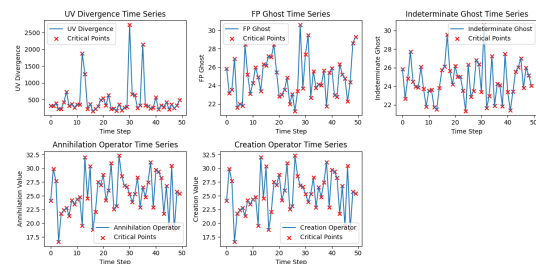 UV Divergence Time Series
FP Ghost Time Series
Indeterminate Ghost Time Series
UV Divergence
Critical Points
FP Ghost
Critical Points
Indeterminate Ghost
Critical Points
UV Divergence
2500
2000
1500
1000
500
0 10 20 30 40 50
Time Step
FP Ghost
30
28
26
24
22
0 10 20 30 40 50
Time Step
Indeterminate Ghost
30
28
26
24
22
0 10 20 30 40 50
Time Step
Annihilation Operator Time Series
Creation Operator Time Series
Annihilation Value
32.5
30.0
27.5
25.0
22.5
20.0
17.5
Annihilation Operator
Critical Points
0 10 20 30 40 50
Time Step
Creation Value
32.5
30.0
27.5
25.0
22.5
20.0
17.5
Creation Operator
Critical Points
0 10 20 30 40 50
Time Step